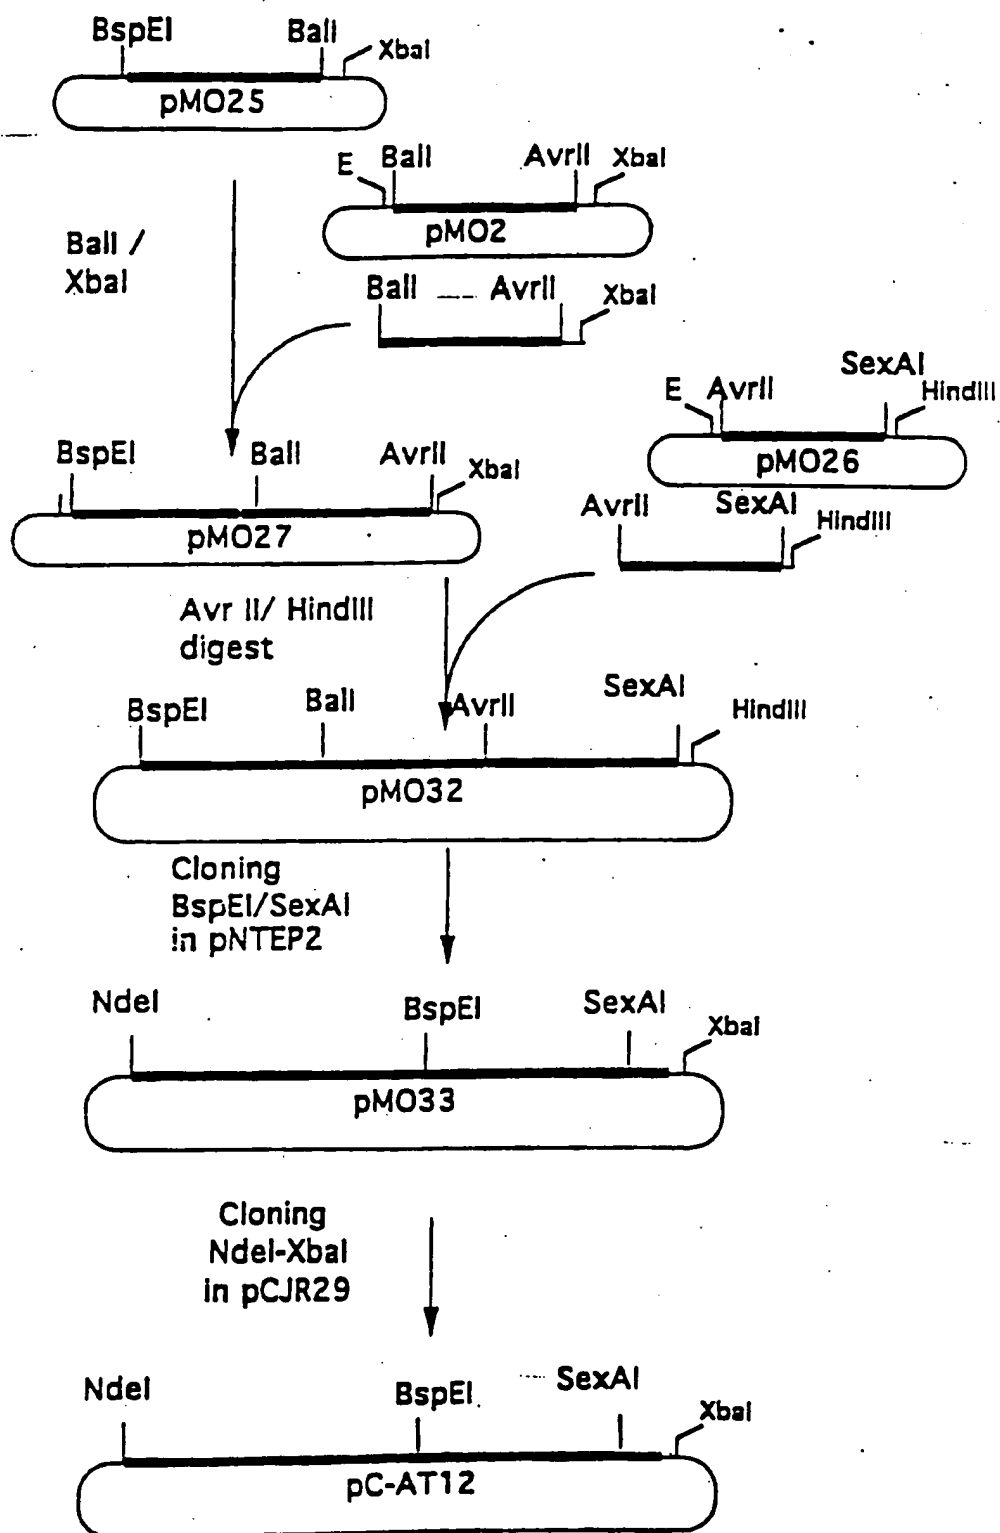 BspEI BalI XbaI
pMO25
E BalI AvrII XbaI
pMO2
BalI /
XbaI
BalI AvrII XbaI
E AvrII SexAI HindIII
pMO26
BspEI BalI AvrII XbaI
pMO27
AvrII SexAI HindIII
Avr II/ HindIII
digest
BspEI BalI AvrII SexAI HindIII
pMO32
Cloning
BspEI/SexAI
in pNTEP2
NdeI BspEI SexAI XbaI
pMO33
Cloning
NdeI-XbaI
in pCJR29
NdeI BspEI SexAI XbaI
pC-AT12